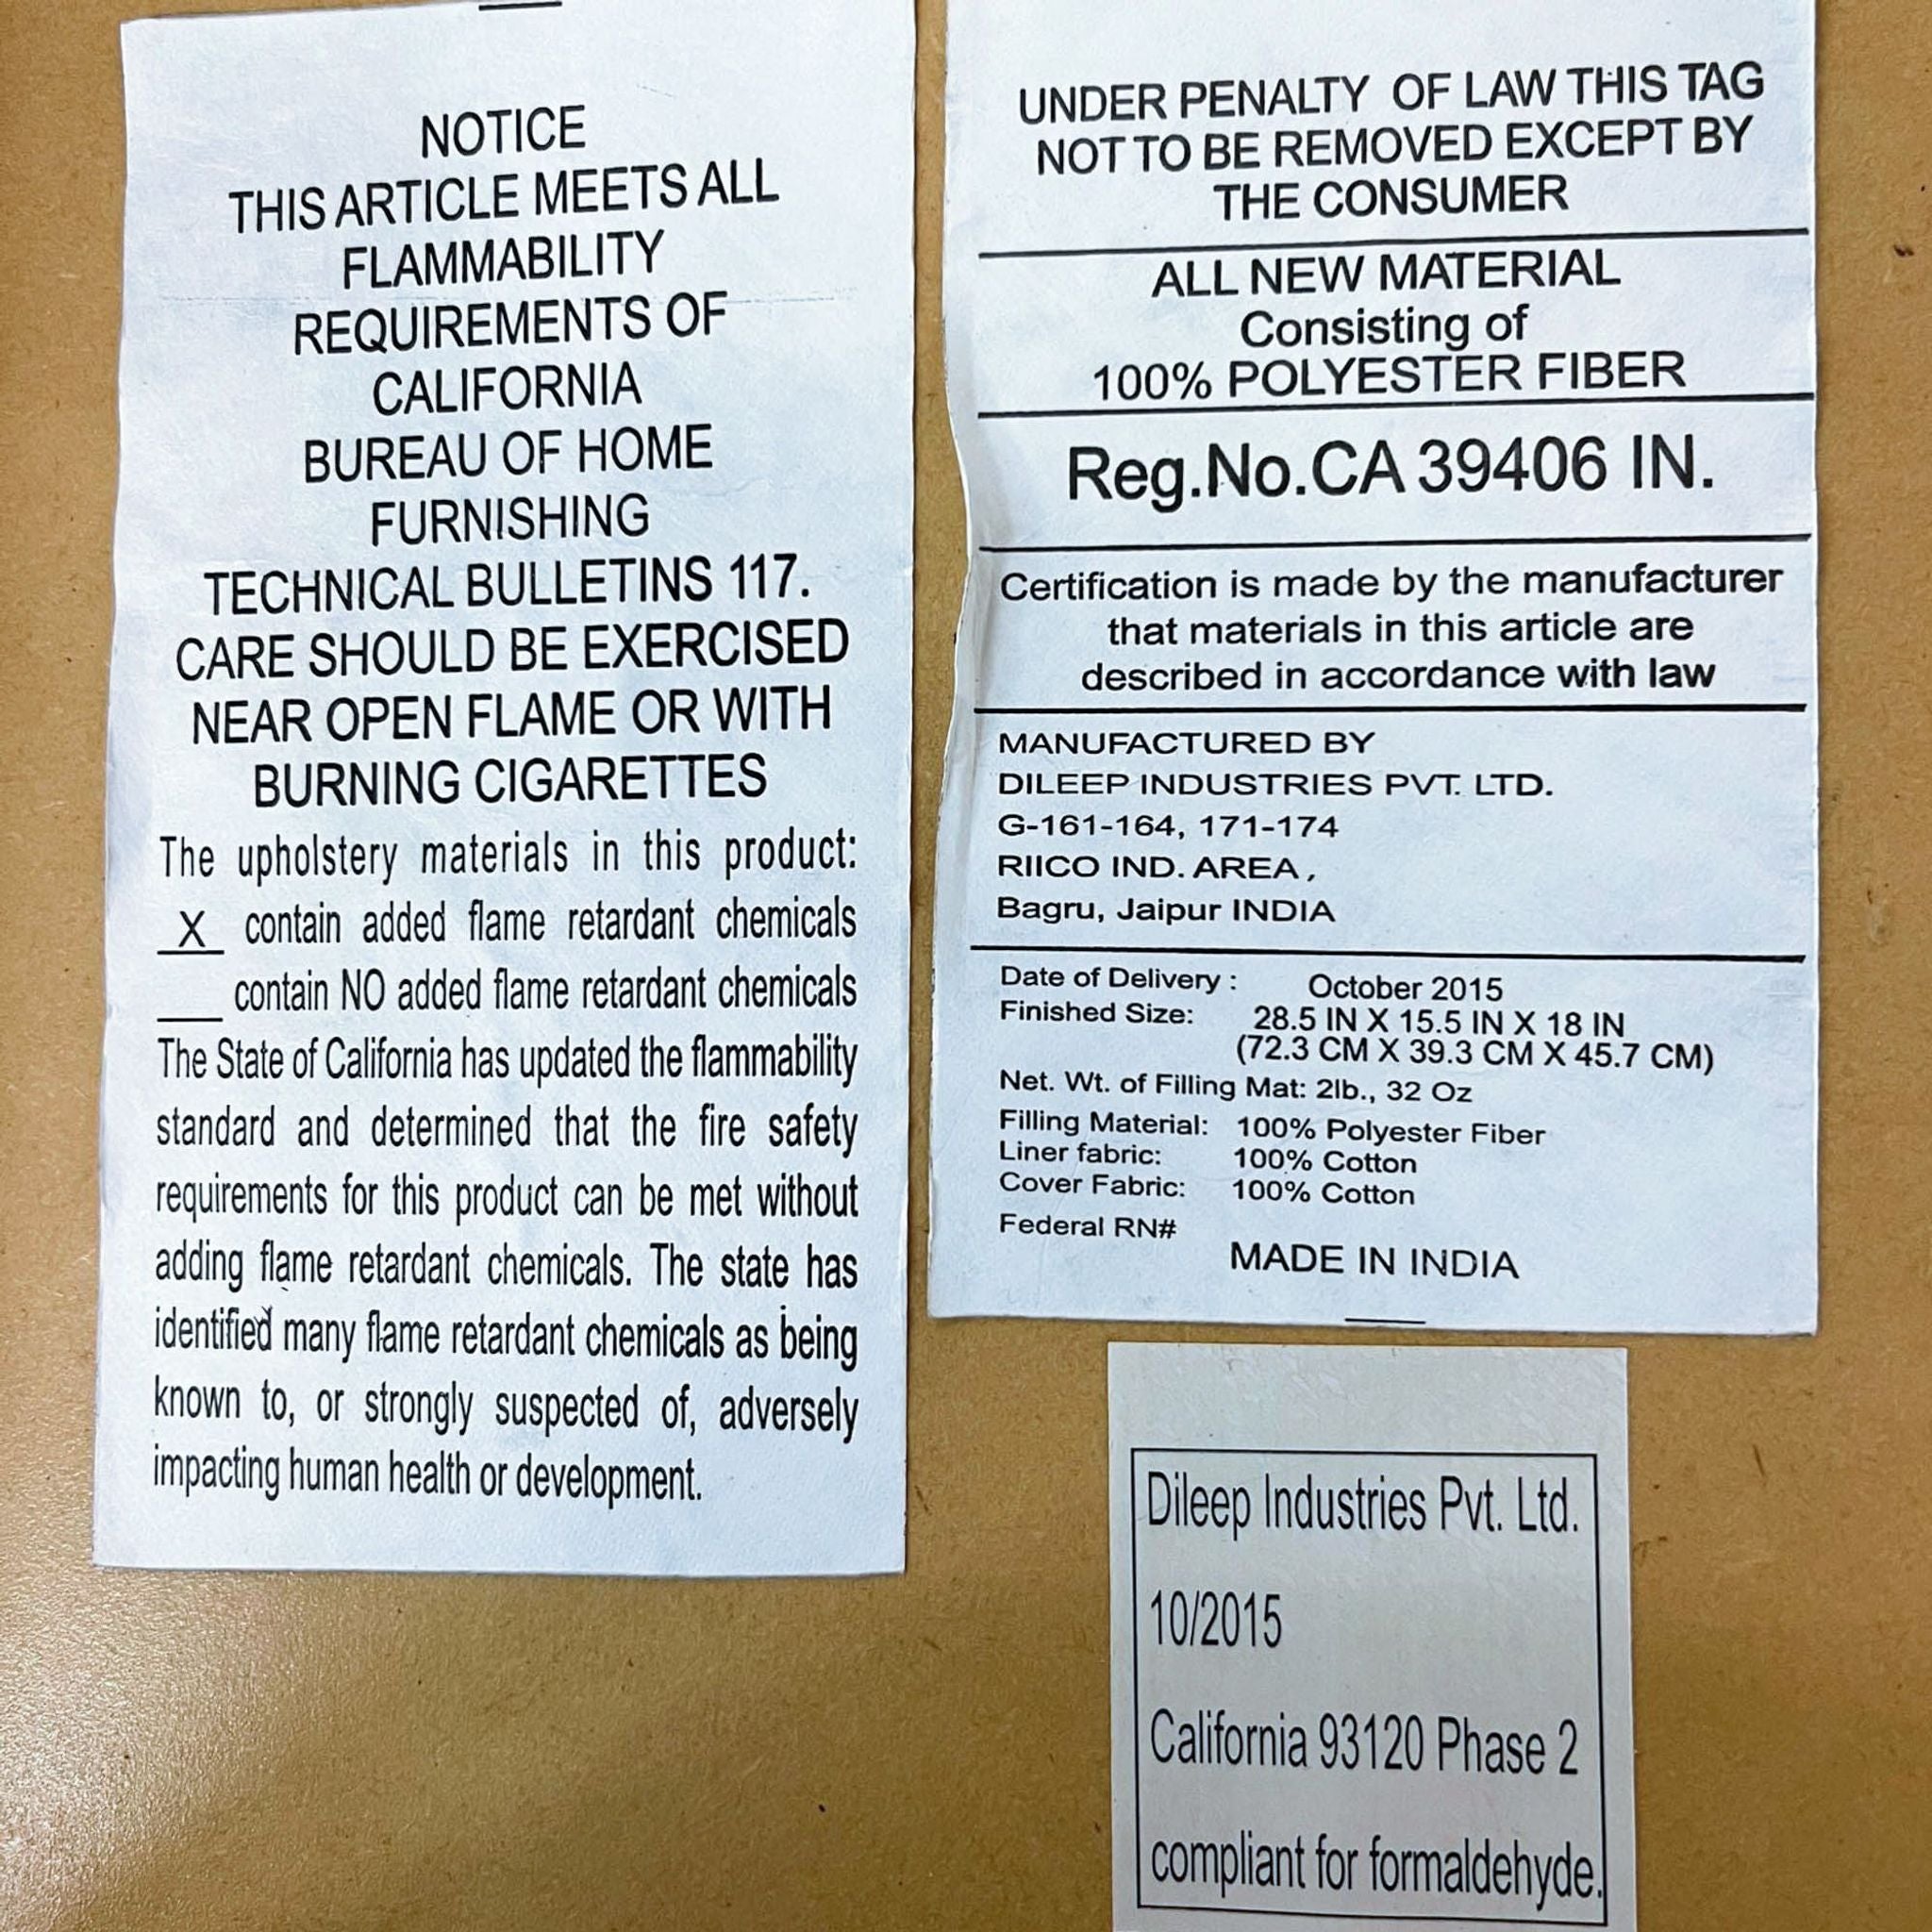 NOTICE
THIS ARTICLE MEETS ALL
FLAMMABILITY
REQUIREMENTS OF
CALIFORNIA
BUREAU OF HOME
FURNISHING
TECHNICAL BULLETINS 117.
CARE SHOULD BE EXERCISED
NEAR OPEN FLAME OR WITH
BURNING CIGARETTES
The upholstery materials in this product:
X contain added flame retardant chemicals
___ contain NO added flame retardant chemicals
The State of California has updated the flammability
standard and determined that the fire safety
requirements for this product can be met without
adding flame retardant chemicals. The state has
identified many flame retardant chemicals as being
known to, or strongly suspected of, adversely
impacting human health or development.
UNDER PENALTY OF LAW THIS TAG
NOT TO BE REMOVED EXCEPT BY
THE CONSUMER
ALL NEW MATERIAL
Consisting of
100% POLYESTER FIBER
Reg.No.CA 39406 IN.
Certification is made by the manufacturer
that materials in this article are
described in accordance with law
MANUFACTURED BY
DILEEP INDUSTRIES PVT. LTD.
G-161-164, 171-174
RIICO IND. AREA ,
Bagru, Jaipur INDIA
Date of Delivery : October 2015
Finished Size: 28.5 IN X 15.5 IN X 18 IN
(72.3 CM X 39.3 CM X 45.7 CM)
Net. Wt. of Filling Mat: 2lb., 32 Oz
Filling Material: 100% Polyester Fiber
Liner fabric: 100% Cotton
Cover Fabric: 100% Cotton
Federal RN#
MADE IN INDIA
Dileep Industries Pvt. Ltd.
10/2015
California 93120 Phase 2
compliant for formaldehyde.